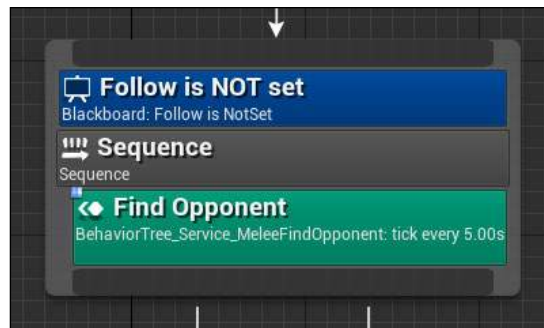 Follow is NOT set
Blackboard: Follow is NotSet
Sequence
Sequence
Find Opponent
BehaviorTree_Service_MeleeFindOpponent: tick every 5.00s